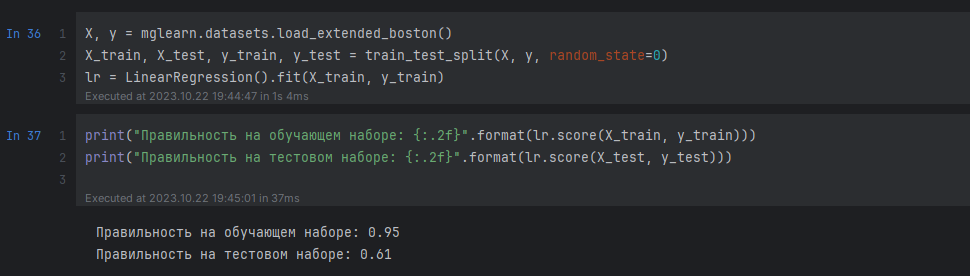 In 36
1 X, y = mglearn.datasets.load_extended_boston()
2 X_train, X_test, y_train, y_test = train_test_split(X, y, random_state=0)
3 lr = LinearRegression().fit(X_train, y_train)
Executed at 2023.10.22 19:44:47 in 1s 4ms
In 37
1 print("Правильность на обучающем наборе: {:.2f}".format(lr.score(X_train, y_train)))
2 print("Правильность на тестовом наборе: {:.2f}".format(lr.score(X_test, y_test)))
3
Executed at 2023.10.22 19:45:01 in 37ms
Правильность на обучающем наборе: 0.95
Правильность на тестовом наборе: 0.61